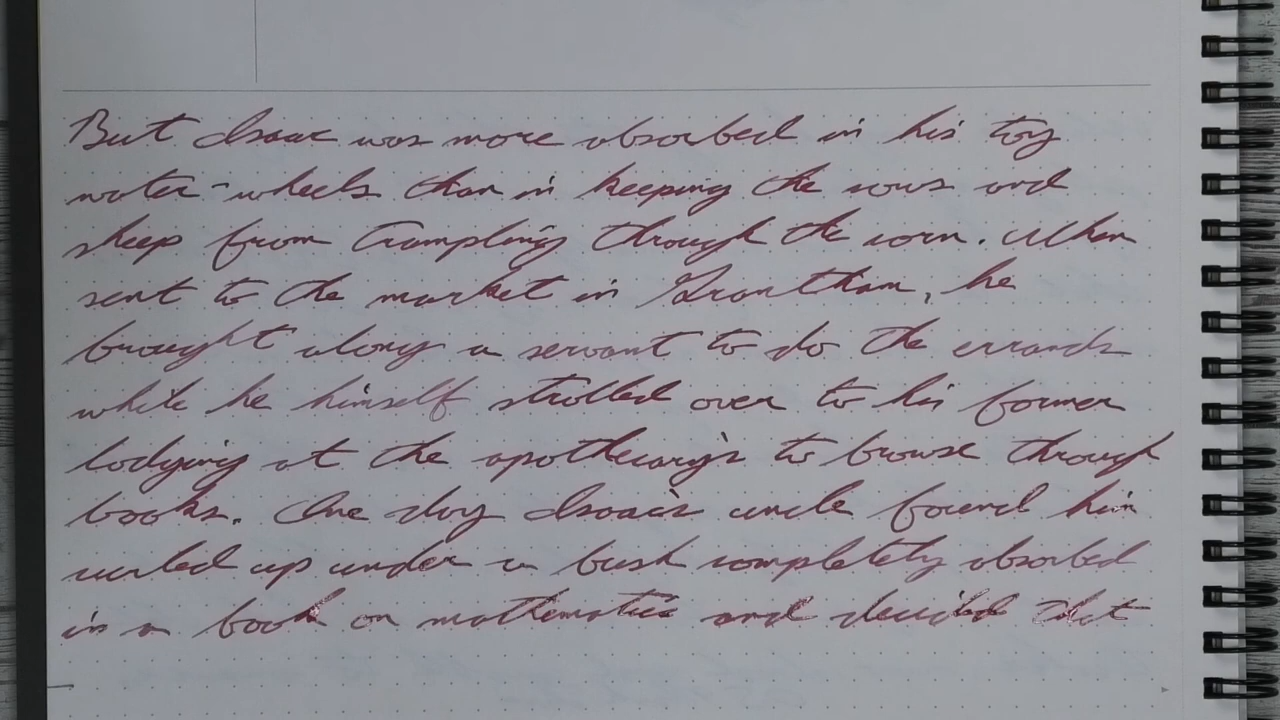 But Isaac was more absorbed in his toy
water-wheels than in keeping the cows and
sheep from trampling through the corn. When
sent to the market in Grantham, he
brought along a servant to do the errands
while he himself strolled over to his former
lodging at the apothecary's to browse through
books. One day Isaac's uncle found him
curled up under a bush completely absorbed
in a book on mathematics and decided that